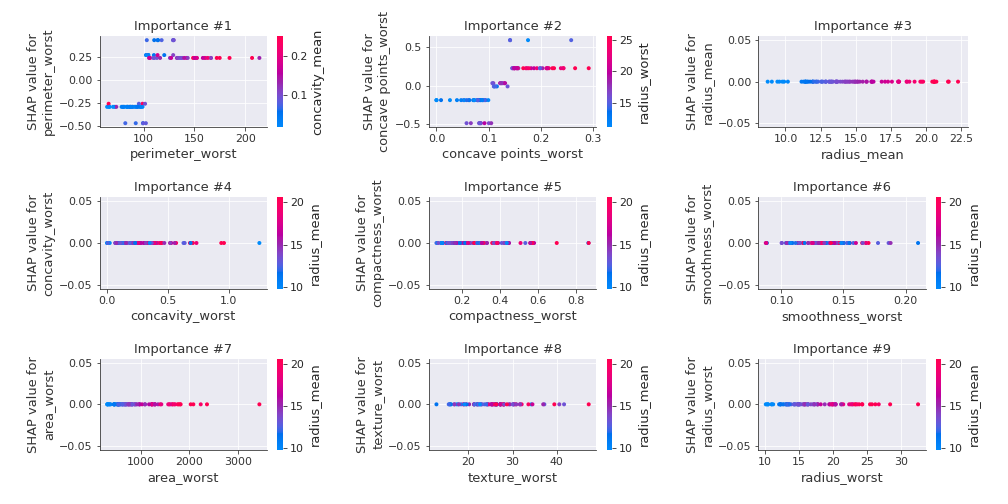 Importance #1
SHAP value for
perimeter_worst
0.25
0.00
−0.25
−0.50
100
150
200
perimeter_worst
0.2
0.1
concavity_mean
Importance #2
SHAP value for
concave points_worst
0.5
0.0
−0.5
0.0
0.1
0.2
0.3
concave points_worst
25
20
15
radius_worst
Importance #3
SHAP value for
radius_mean
0.05
0.00
−0.05
10.0
12.5
15.0
17.5
20.0
22.5
radius_mean
Importance #4
SHAP value for
concavity_worst
0.05
0.00
−0.05
0.0
0.5
1.0
concavity_worst
20
15
10
radius_mean
Importance #5
SHAP value for
compactness_worst
0.05
0.00
−0.05
0.2
0.4
0.6
0.8
compactness_worst
20
15
10
radius_mean
Importance #6
SHAP value for
smoothness_worst
0.05
0.00
−0.05
0.10
0.15
0.20
smoothness_worst
20
15
10
radius_mean
Importance #7
SHAP value for
area_worst
0.05
0.00
−0.05
1000
2000
3000
area_worst
20
15
10
radius_mean
Importance #8
SHAP value for
texture_worst
0.05
0.00
−0.05
20
30
40
texture_worst
20
15
10
radius_mean
Importance #9
SHAP value for
radius_worst
0.05
0.00
−0.05
10
15
20
25
30
radius_worst
20
15
10
radius_mean